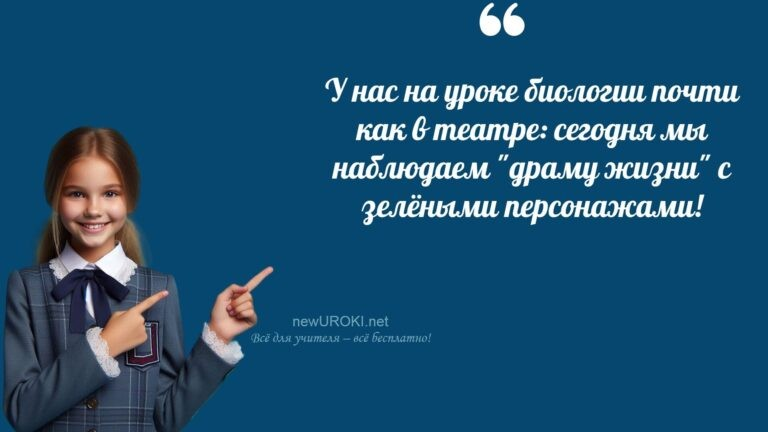 У нас на уроке биологии почти
как в театре: сегодня мы
наблюдаем "драму жизни" с
зелёными персонажами!
newUROKI.net
Всё для учителя – всё бесплатно!